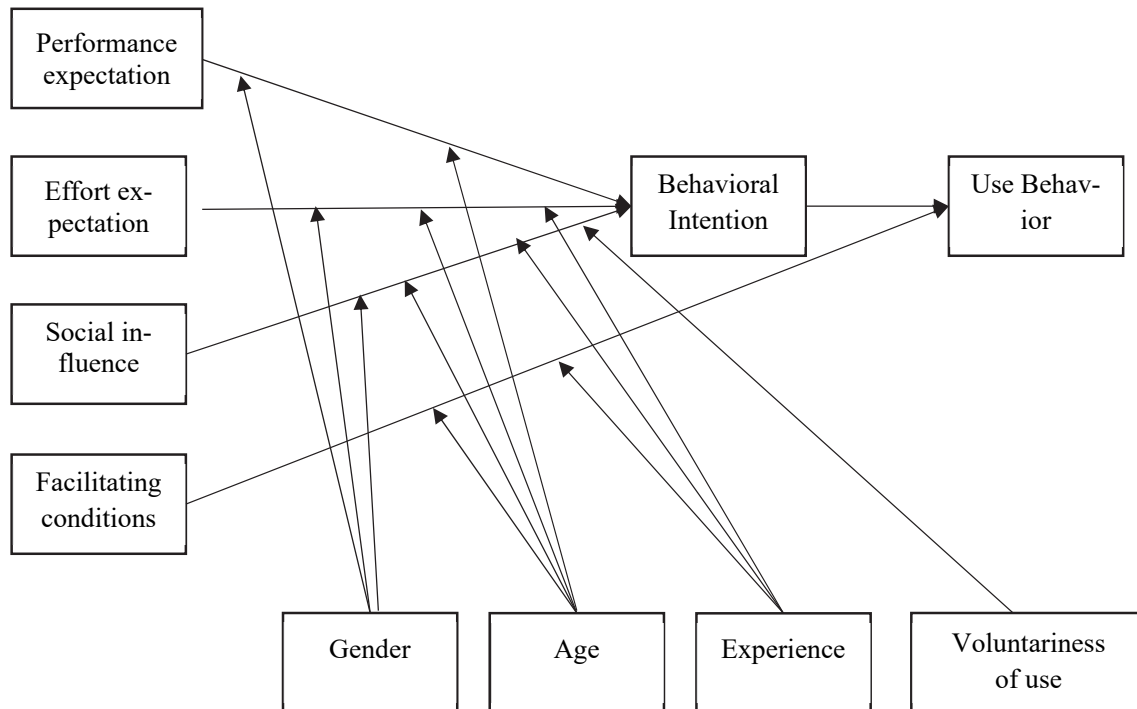 Performance
expectation
Effort ex-
pectation
Behavioral
Intention
Use Behav-
ior
Social in-
fluence
Facilitating
conditions
Gender
Age
Experience
Voluntariness
of use